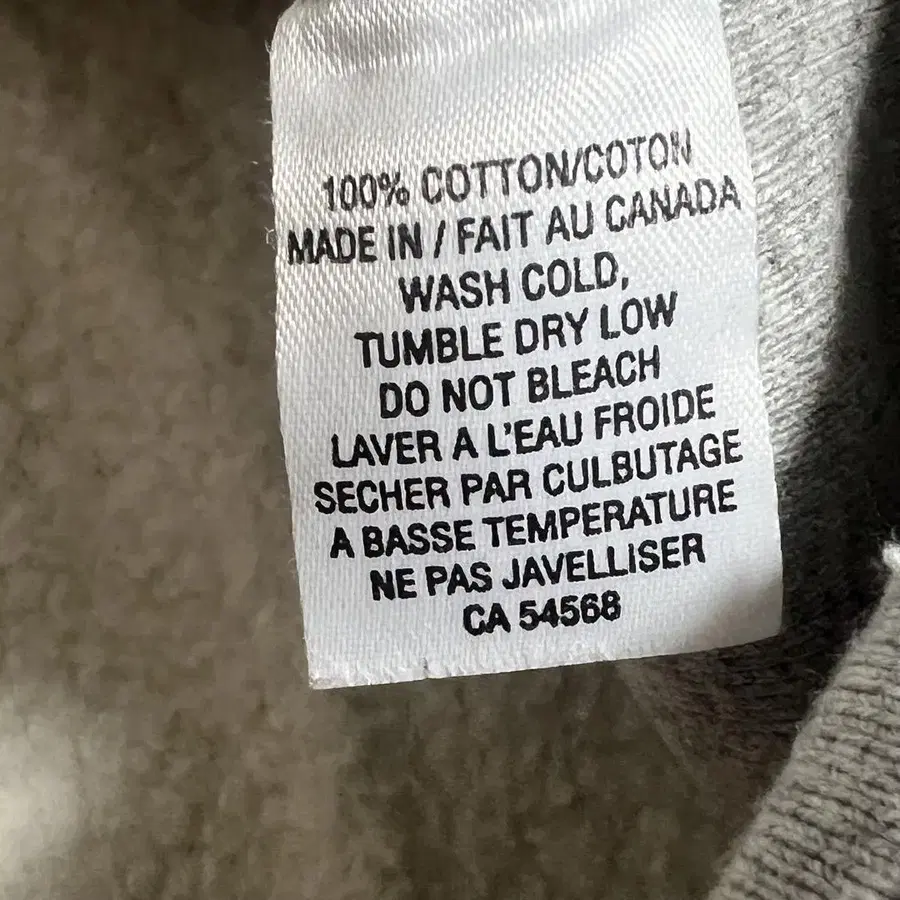 100% COTTON/COTON
MADE IN / FAIT AU CANADA
WASH COLD,
TUMBLE DRY LOW
DO NOT BLEACH
LAVER A L'EAU FROIDE
SECHER PAR CULBUTAGE
A BASSE TEMPERATURE
NE PAS JAVELLISER
CA 54568